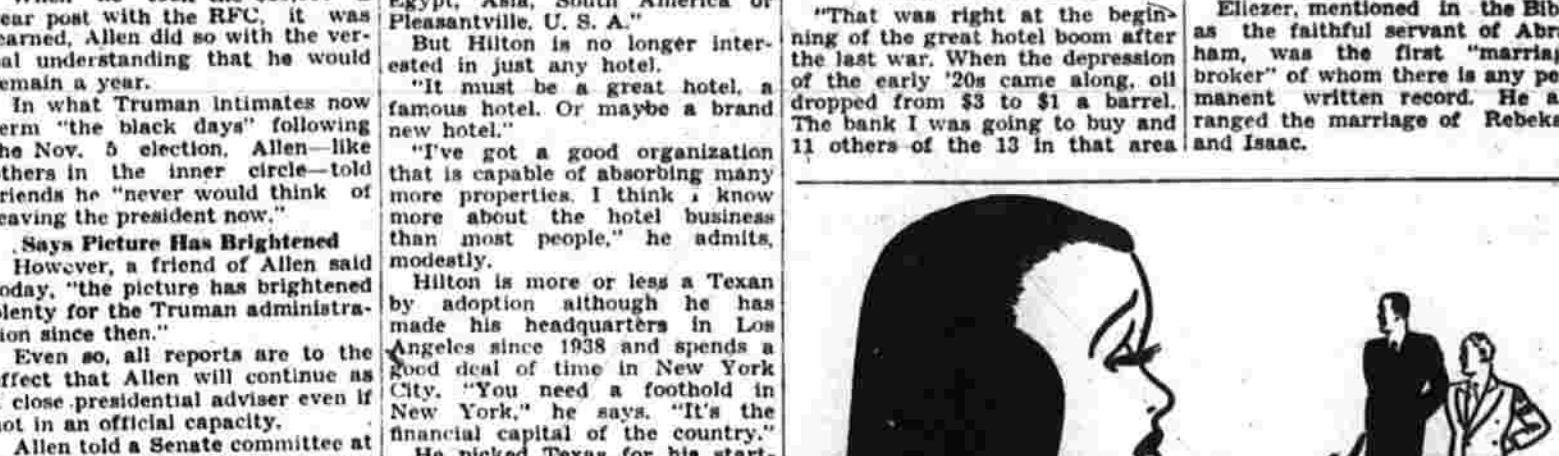 ear post with the RFC, it was
earned, Allen did so with the ver-
al understanding that he would
emain a year.
In what Truman intimates now
erm "the black days" following
he Nov. 5 election, Allen—like
thers in the inner circle—told
riends he "never would think of
eaving the president now."
Says Picture Has Brightened
However, a friend of Allen said
oday, "the picture has brightened
lenty for the Truman administra-
ion since then."
Even so, all reports are to the
ffect that Allen will continue as
close presidential adviser even if
ot in an official capacity.
Allen told a Senate committee at
Egypt, Asia, South America or
Pleasantville, U. S. A."
But Hilton is no longer inter-
ested in just any hotel.
"It must be a great hotel, a
famous hotel. Or maybe a brand
new hotel."
"I've got a good organization
that is capable of absorbing many
more properties. I think I know
more about the hotel business
than most people," he admits,
modestly.
Hilton is more or less a Texan
by adoption although he has
made his headquarters in Los
Angeles since 1938 and spends a
good deal of time in New York
City. "You need a foothold in
New York," he says. "It's the
financial capital of the country."
He picked Texas for his start-
"That was right at the begin-
ning of the great hotel boom after
the last war. When the depression
of the early '20s came along, oil
dropped from $3 to $1 a barrel.
The bank I was going to buy and
11 others of the 13 in that area
Eliezer, mentioned in the Bib
as the faithful servant of Abra
ham, was the first "marriag
broker" of whom there is any pe
manent written record. He a
ranged the marriage of Rebeka
and Isaac.